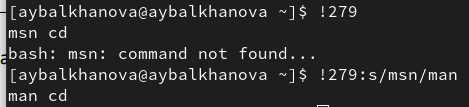 [aybalkhanova@aybalkhanova ~]$ !279
msn cd
bash: msn: command not found...
[aybalkhanova@aybalkhanova ~]$ !279:s/msn/man
man cd